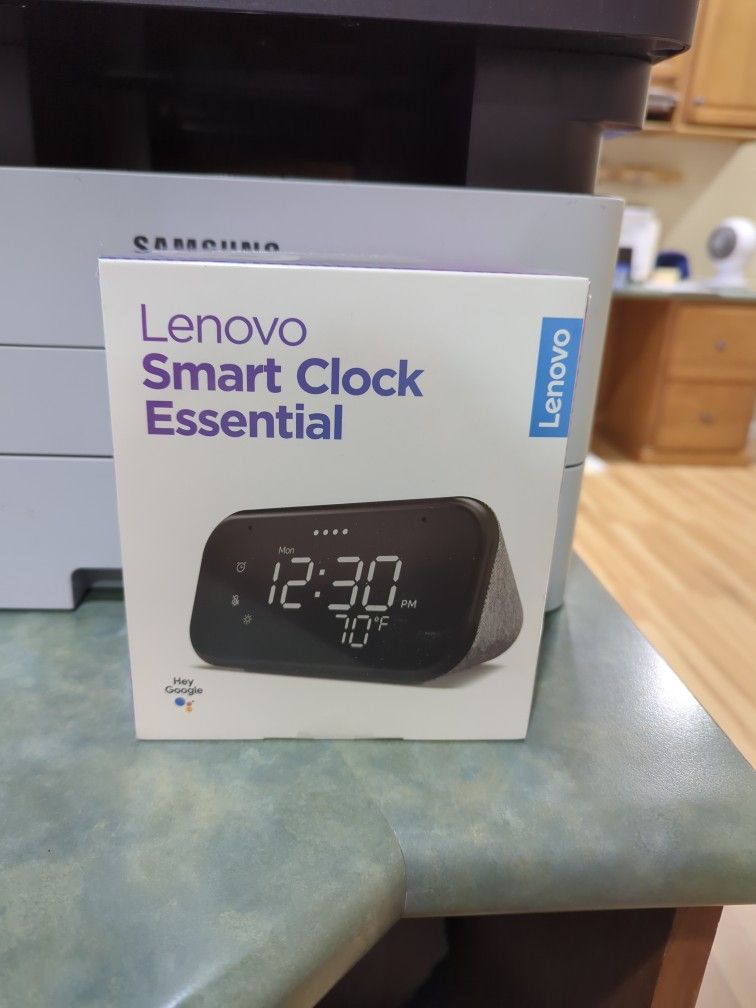 SAMSUNG
Lenovo
Smart Clock
Essential
Lenovo
Mon
12:30 PM
70°F
Hey
Google